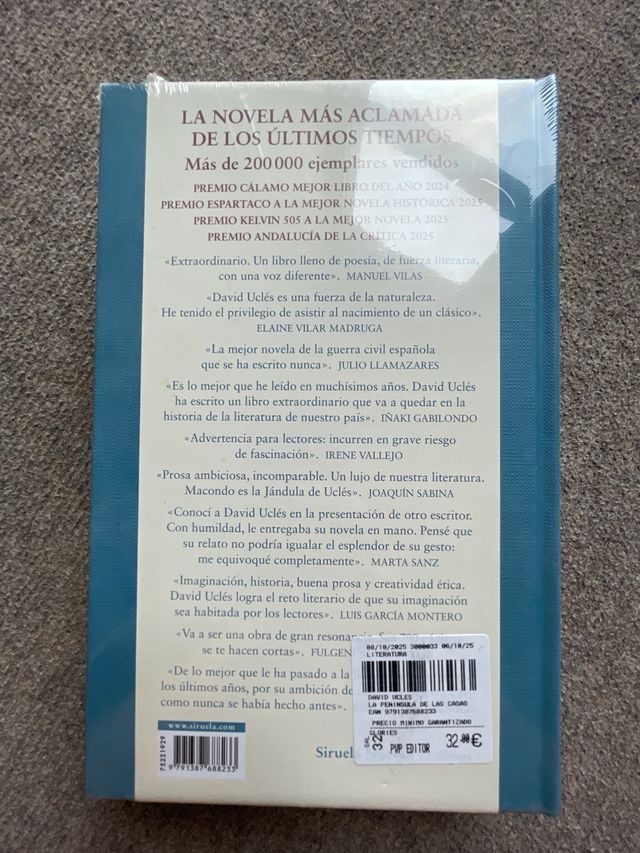 LA NOVELA MÁS ACLAMADA
DE LOS ÚLTIMOS TIEMPOS
Más de 200 000 ejemplares vendidos
PREMIO CÁLAMO MEJOR LIBRO DEL AÑO 2024
PREMIO ESPARTACO A LA MEJOR NOVELA HISTÓRICA 2025
PREMIO KELVIN 505 A LA MEJOR NOVELA 2025
PREMIO ANDALUCÍA DE LA CRÍTICA 2025
«Extraordinario. Un libro lleno de poesía, de fuerza literaria,
con una voz diferente». MANUEL VILAS
«David Uclés es una fuerza de la naturaleza.
He tenido el privilegio de asistir al nacimiento de un clásico».
ELAINE VILAR MADRUGA
«La mejor novela de la guerra civil española
que se ha escrito nunca». JULIO LLAMAZARES
«Es lo mejor que he leído en muchísimos años. David Uclés
ha escrito un libro extraordinario que va a quedar en la
historia de la literatura de nuestro país». IÑAKI GABILONDO
«Advertencia para lectores: incurren en grave riesgo
de fascinación». IRENE VALLEJO
«Prosa ambiciosa, incomparable. Un lujo de nuestra literatura.
Macondo es la Jándula de Uclés». JOAQUÍN SABINA
«Conocí a David Uclés en la presentación de otro escritor.
Con humildad, le entregaba su novela en mano. Pensé que
su relato no podría igualar el esplendor de su gesto:
me equivoqué completamente». MARTA SANZ
«Imaginación, historia, buena prosa y creatividad ética.
David Uclés logra el reto literario de que su imaginación
sea habitada por los lectores». LUIS GARCÍA MONTERO
«Va a ser una obra de gran
se te hacen cortas».
«De lo mejor que le ha pasado a la
los últimos años, por su ambición de
como nunca se había hecho antes».
www.siruela.com
75221929
9 791387 688233
08/10/2025 3000033 06/10/25
LITERATURA
DAVID UCLES
LA PENINSULA DE LAS CASAS
EAN 9791387688233
PRECIO MINIMO GARANTIZADO
GLORIES
32
PVP EDITOR 32.00€